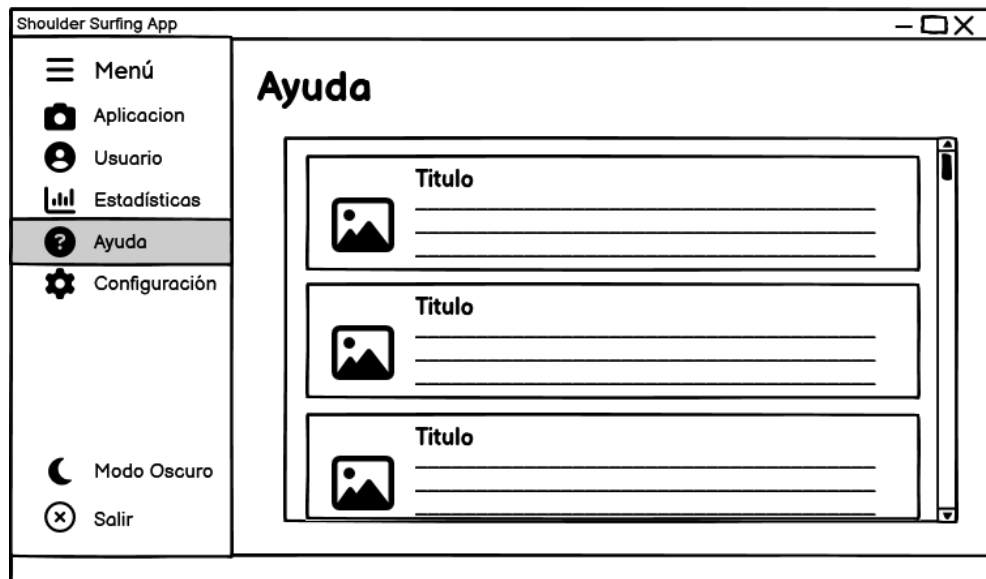 Shoulder Surfing App
Menú
Aplicacion
Usuario
Estadísticas
Ayuda
Configuración
Modo Oscuro
Salir
Ayuda
Titulo
Titulo
Titulo